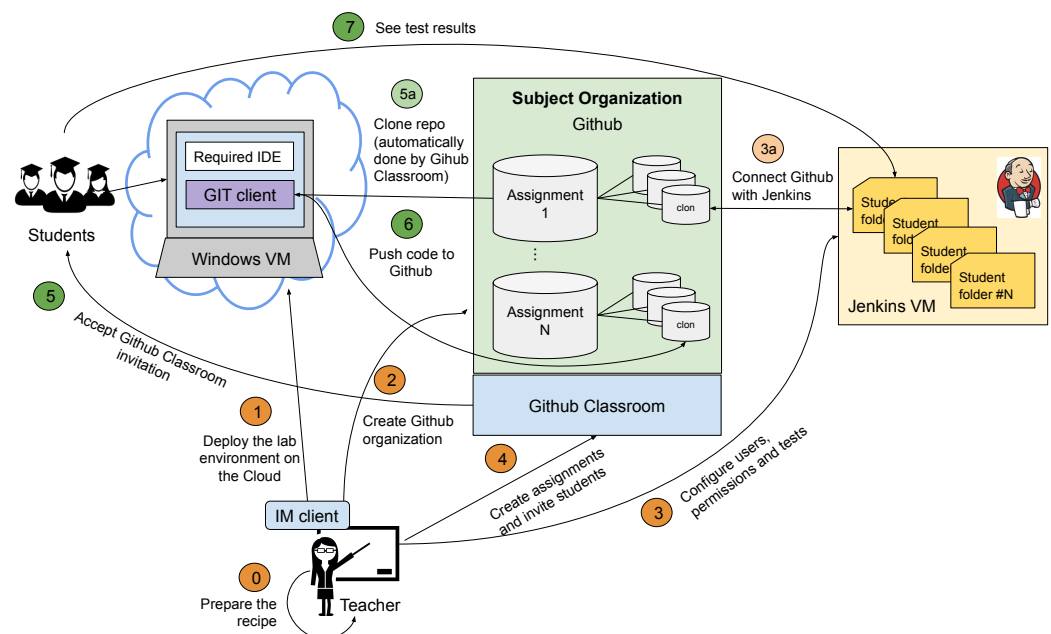 7
See test results
5a
Clone repo
(automatically
done by Gihub
Classroom)
Subject Organization
Github
3a
Connect Github
with Jenkins
Required IDE
GIT client
Windows VM
Students
Assignment
1
clon
...
Assignment
N
clon
6
Push code to
Github
Student
folder
Student
folder
Student
folder
Student
folder #N
Jenkins VM
5
Accept Github Classroom
invitation
2
Create Github
organization
Github Classroom
1
Deploy the lab
environment on
the Cloud
4
Create assignments
and invite students
3
Configure users,
permissions and tests
IM client
0
Prepare the
recipe
Teacher